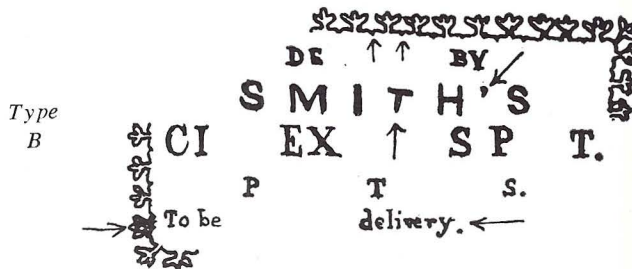 DE BY
SMITH'S
Type
B
CI EX SP T.
P T S.
To be delivery.